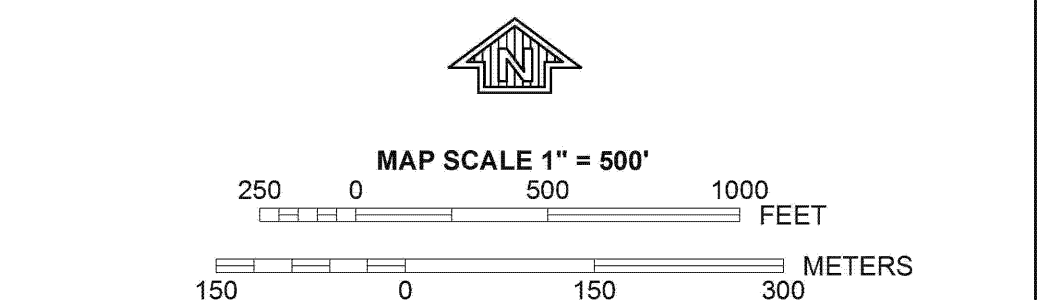 N
MAP SCALE 1" = 500'
250 0 500 1000
FEET
METERS
150 0 150 300